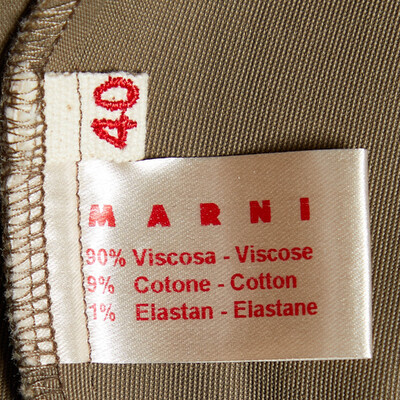 40
MARNI
90% Viscosa - Viscose
9% Cotone - Cotton
1% Elastan - Elastane